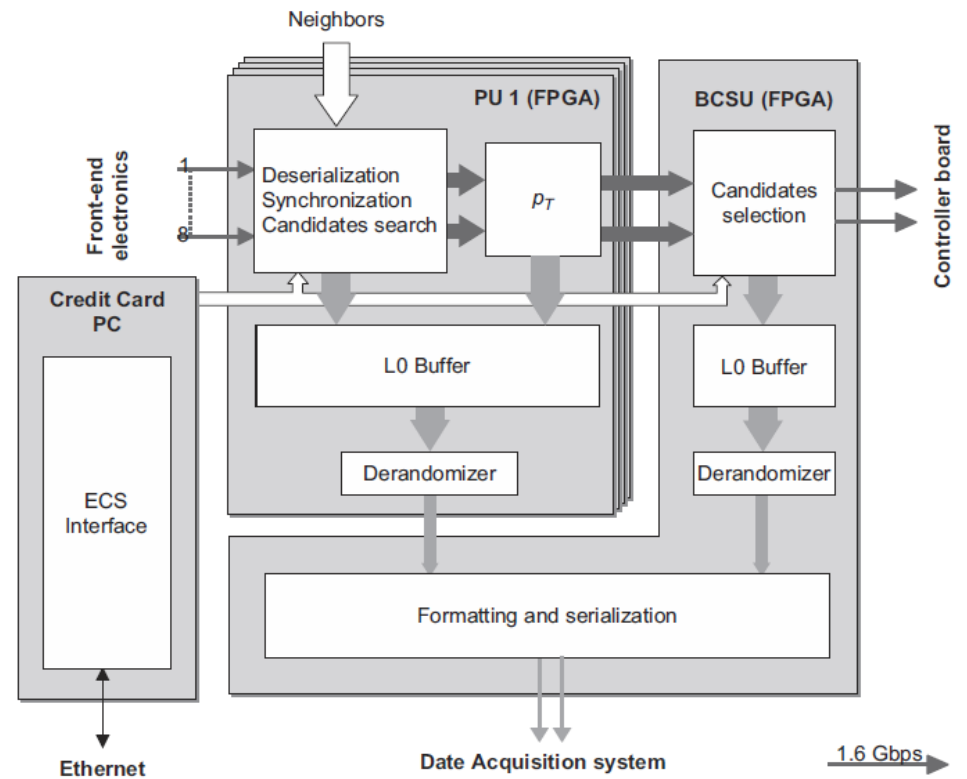 Neighbors
PU 1 (FPGA)
BCSU (FPGA)
Front-end
electronics
1
8
Deserialization
Synchronization
Candidates search
pT
Candidates
selection
Controller board
Credit Card
PC
L0 Buffer
L0 Buffer
Derandomizer
Derandomizer
ECS
Interface
Formatting and serialization
Ethernet
Date Acquisition system
1.6 Gbps